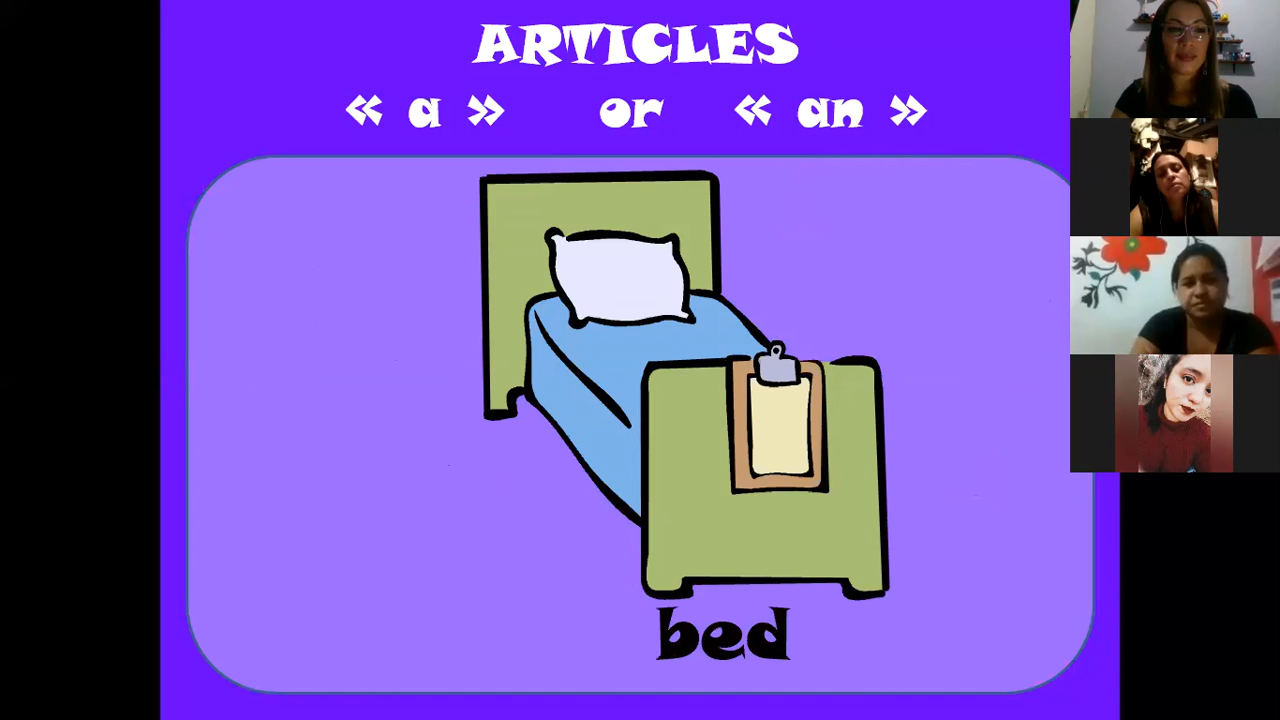 ARTICLES
« a » or « an »
bed